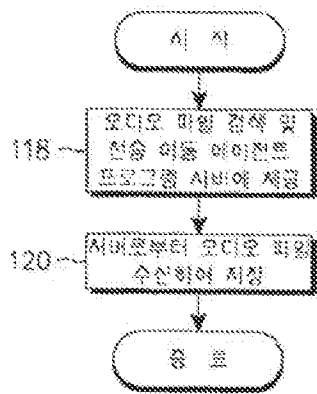 시 작
118
오디오 파일 검색 및
전송 이동 에이전트
프로그램 서버에 제공
120
서버로부터 오디오 파일
수신하여 저장
종 료